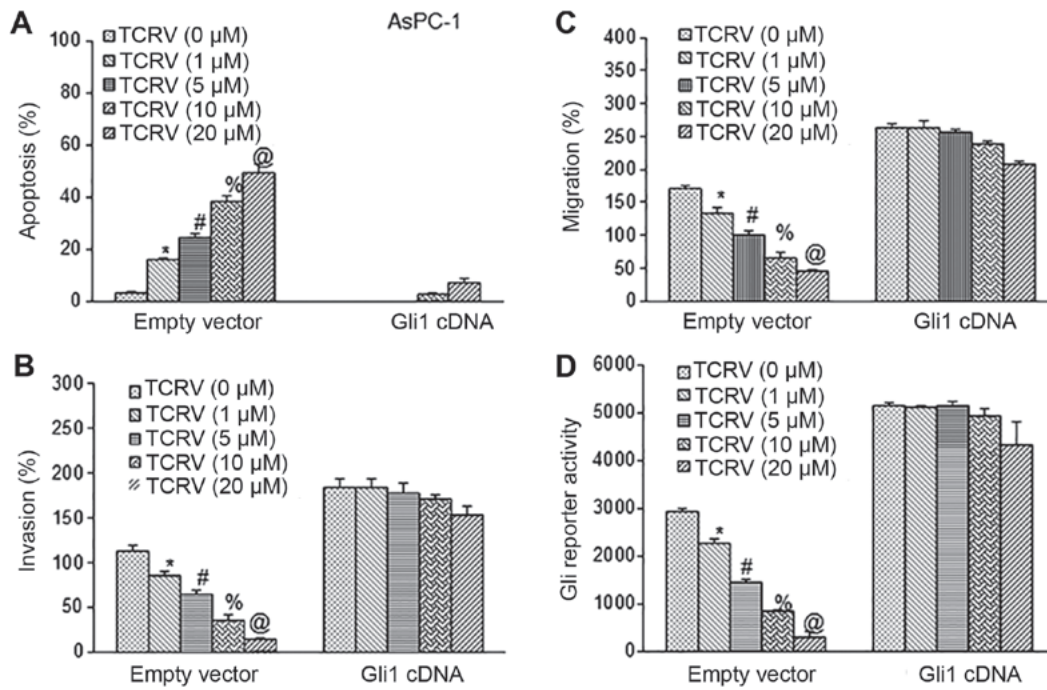 A
AsPC-1
TCRV (0 µM)
TCRV (1 µM)
TCRV (5 µM)
TCRV (10 µM)
TCRV (20 µM)
Apoptosis (%)
100
80
60
40
20
0
*
#
%
@
Empty vector
Gli1 cDNA
B
TCRV (0 µM)
TCRV (1 µM)
TCRV (5 µM)
TCRV (10 µM)
TCRV (20 µM)
Invasion (%)
300
250
200
150
100
50
0
*
#
%
@
Empty vector
Gli1 cDNA
C
TCRV (0 µM)
TCRV (1 µM)
TCRV (5 µM)
TCRV (10 µM)
TCRV (20 µM)
Migration (%)
400
350
300
250
200
150
100
50
0
*
#
%
@
Empty vector
Gli1 cDNA
D
TCRV (0 µM)
TCRV (1 µM)
TCRV (5 µM)
TCRV (10 µM)
TCRV (20 µM)
Gli reporter activity
6000
5000
4000
3000
2000
1000
0
*
#
%
@
Empty vector
Gli1 cDNA